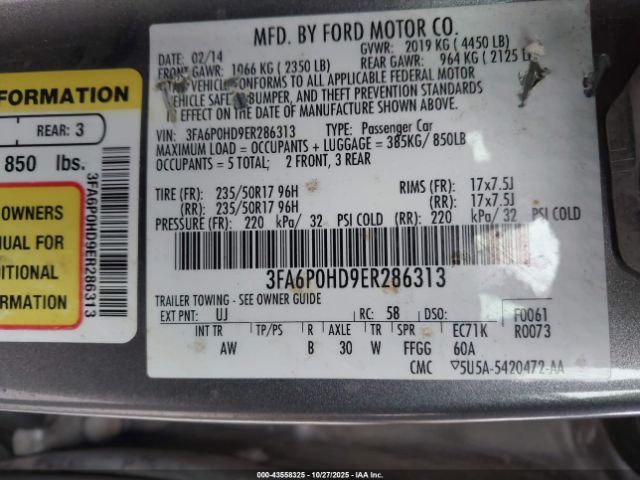 MFD. BY FORD MOTOR CO.
DATE: 02/14
GVWR: 2019 KG ( 4450 LB)
FRONT GAWR: 1066 KG ( 2350 LB)
REAR GAWR: 964 KG ( 2125 L
VEHICLE CONFORMS TO ALL APPLICABLE FEDERAL MOTOR
VEHICLE SAFE BUMPER, AND THEFT PREVENTION STANDARDS
IN EFFECT ON THE DATE OF MANUFACTURE SHOWN ABOVE.
VIN: 3FA6P0HD9ER286313 TYPE: Passenger Car
MAXIMUM LOAD = OCCUPANTS + LUGGAGE = 385KG/ 850LB
OCCUPANTS = 5 TOTAL; 2 FRONT, 3 REAR
TIRE (FR): 235/50R17 96H RIMS (FR): 17x7.5J
(RR): 235/50R17 96H (RR): 17x7.5J
PRESSURE (FR): 220 kPa/ 32 PSI COLD (RR): 220 kPa/ 32 PSI COLD
3FA6P0HD9ER286313
TRAILER TOWING - SEE OWNER GUIDE
EXT PNT: UJ RC: 58 DSO: F0061
INT TR TP/PS R AXLE TR SPR EC71K R0073
AW B 30 W FFGG 60A
CMC ▽5U5A-5420472-AA
FORMATION
REAR: 3
850 lbs.
3FA6P0HD9ER286313
OWNERS
NUAL FOR
DITIONAL
FORMATION
000-43558325 - 10/27/2025 - IAAI.COM